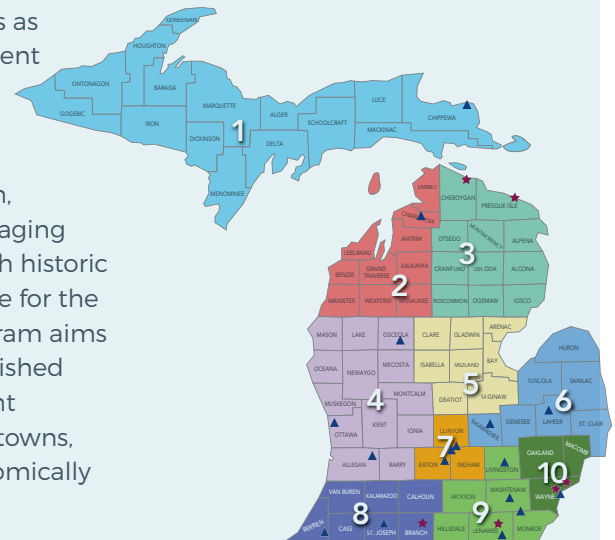 s as
ent
n,
aging
h historic
e for the
ram aims
ished
nt
towns,
omically
KEWEENAW
HOUGHTON
ONTONAGON
BARAGA
GOGEBIC
IRON
MARQUETTE
DICKINSON
MENOMINEE
1
ALGER
DELTA
SCHOOLCRAFT
LUCE
MACKINAC
CHIPPEWA
EMMET
CHEBOYGAN
PRESQUE ISLE
ANTRIM
OTSEGO
MONTMORENCY
ALPENA
3
LEELANAU
BENZIE
GRAND
TRAVERSE
KALKASKA
CRAWFORD
OSCODA
ALCONA
2
MANISTEE
WEXFORD
MISSAUKEE
ROSCOMMON
OGEMAW
IOSCO
MASON
LAKE
OSCEOLA
CLARE
GLADWIN
ARENAC
HURON
OCEANA
NEWAYGO
MECOSTA
ISABELLA
MIDLAND
BAY
TUSCOLA
SANILAC
5
MUSKEGON
MONTCALM
4
GRATIOT
SAGINAW
6
OTTAWA
KENT
IONIA
CLINTON
SHIAWASSEE
GENESEE
LAPEER
ST. CLAIR
7
ALLEGAN
BARRY
EATON
INGHAM
LIVINGSTON
OAKLAND
MACOMB
10
VAN BUREN
KALAMAZOO
CALHOUN
JACKSON
WASHTENAW
WAYNE
8
9
BERRIEN
CASS
ST. JOSEPH
BRANCH
HILLSDALE
LENAWEE
MONROE